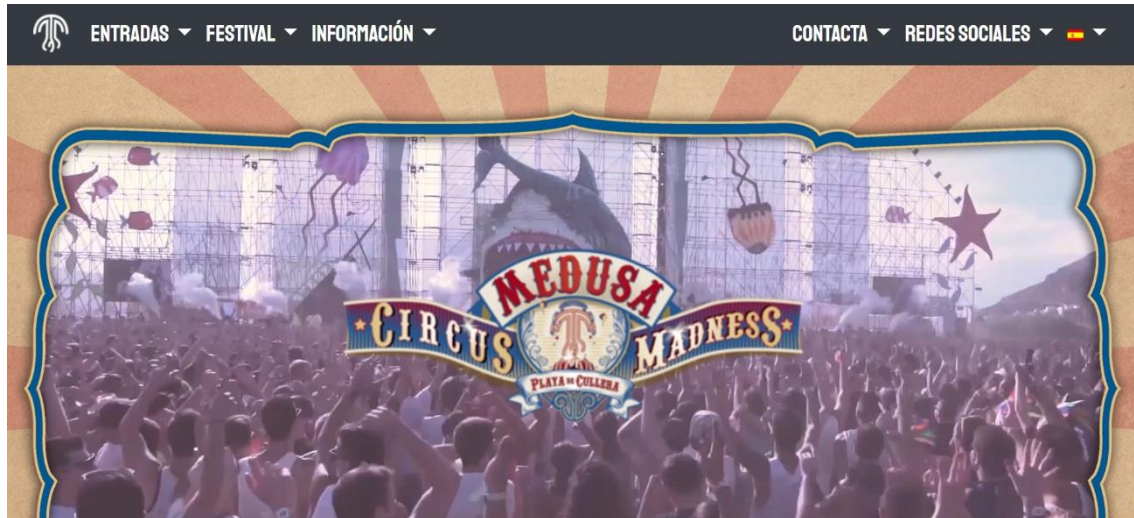 ENTRADAS FESTIVAL INFORMACIÓN CONTACTA REDES SOCIALES
MEDUSA
CIRCUS MADNESS
PLAYA DE CULLERA